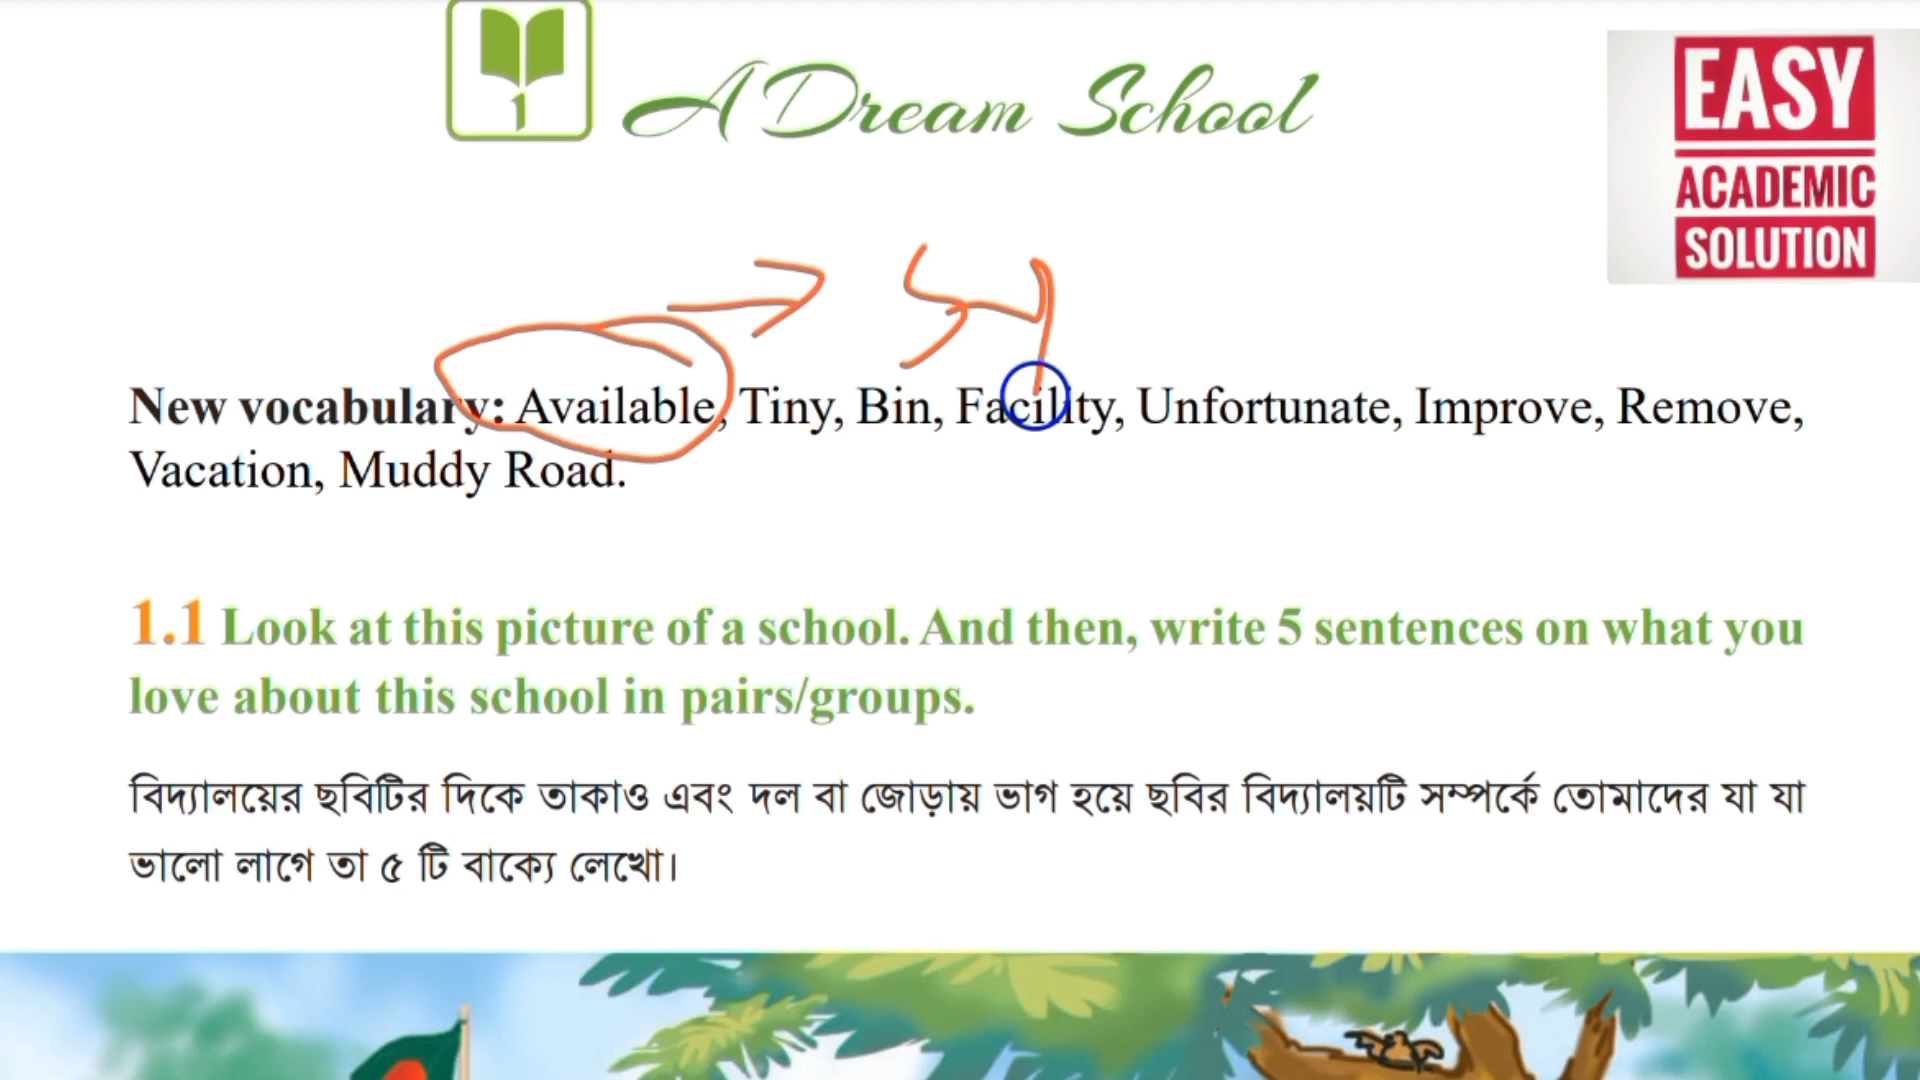 1
A Dream School
EASY
ACADEMIC
SOLUTION
New vocabulary: Available, Tiny, Bin, Facility, Unfortunate, Improve, Remove,
Vacation, Muddy Road.
1.1 Look at this picture of a school. And then, write 5 sentences on what you
love about this school in pairs/groups.
বিদ্যালয়ের ছবিটির দিকে তাকাও এবং দল বা জোড়ায় ভাগ হয়ে ছবির বিদ্যালয়টি সম্পর্কে তোমাদের যা যা
ভালো লাগে তা ৫ টি বাক্যে লেখো।